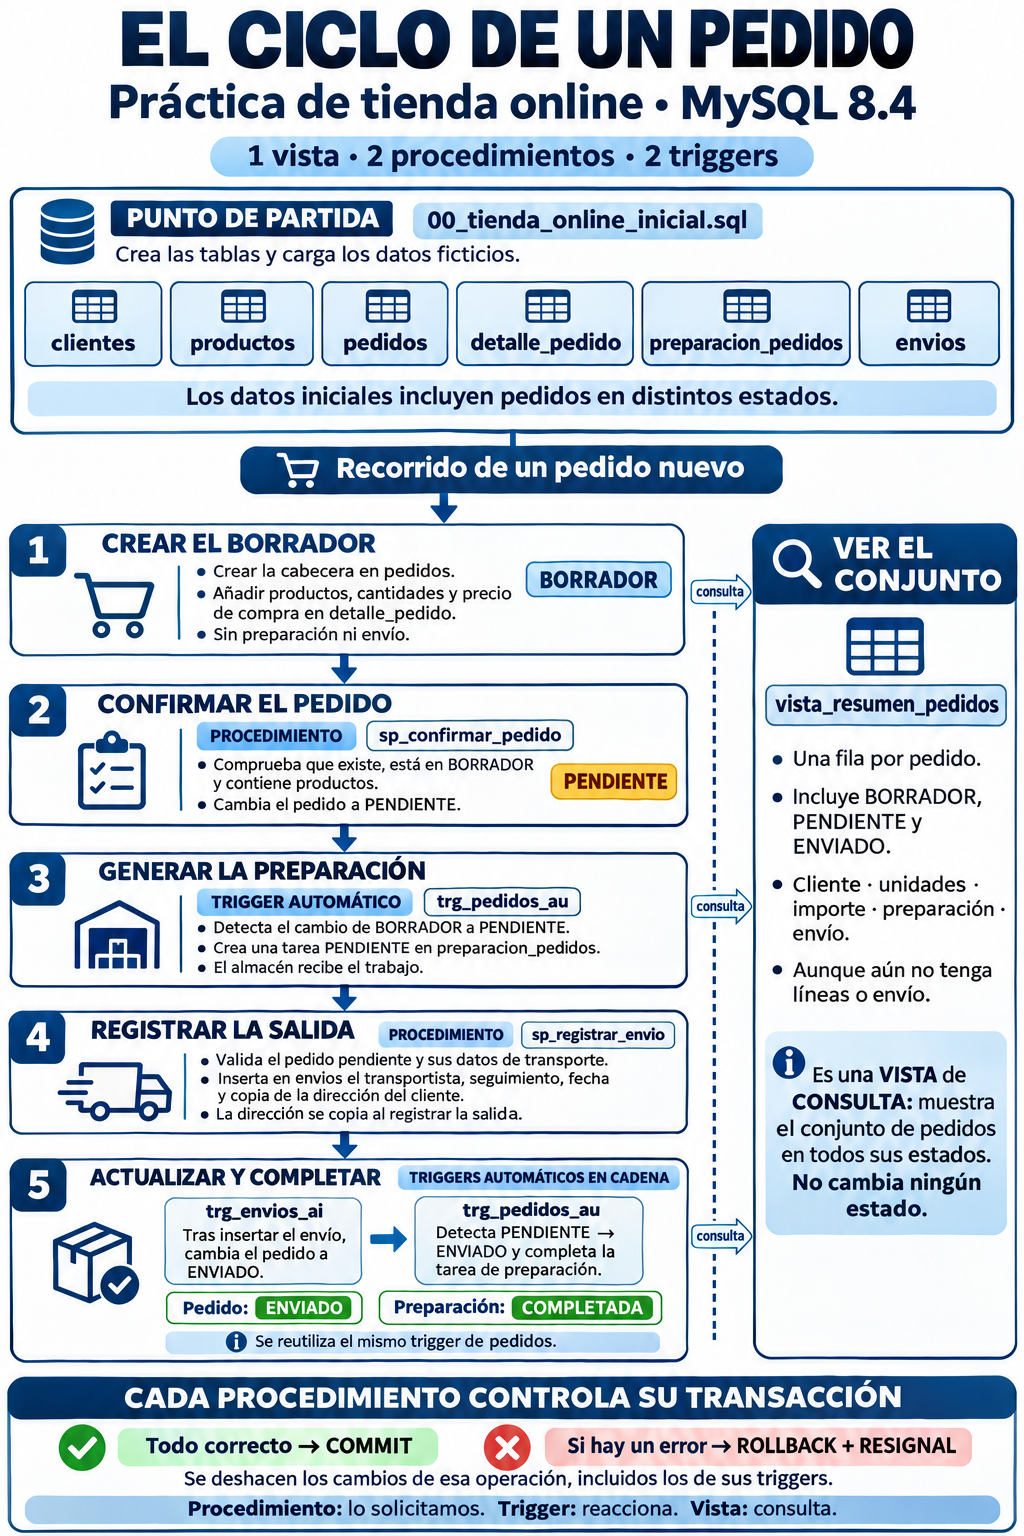 EL CICLO DE UN PEDIDO
Práctica de tienda online • MySQL 8.4
1 vista · 2 procedimientos · 2 triggers
PUNTO DE PARTIDA
00_tienda_online_inicial.sql
Crea las tablas y carga los datos ficticios.
clientes
productos
pedidos
detalle_pedido
preparacion_pedidos
envios
Los datos iniciales incluyen pedidos en distintos estados.
Recorrido de un pedido nuevo
1
CREAR EL BORRADOR
• Crear la cabecera en pedidos.
• Añadir productos, cantidades y precio
de compra en detalle_pedido.
• Sin preparación ni envío.
BORRADOR
consulta
2
CONFIRMAR EL PEDIDO
PROCEDIMIENTO
sp_confirmar_pedido
• Comprueba que existe, está en BORRADOR
y contiene productos.
• Cambia el pedido a PENDIENTE.
PENDIENTE
3
GENERAR LA PREPARACIÓN
TRIGGER AUTOMÁTICO
trg_pedidos_au
• Detecta el cambio de BORRADOR a PENDIENTE.
• Crea una tarea PENDIENTE en preparacion_pedidos.
• El almacén recibe el trabajo.
consulta
4
REGISTRAR LA SALIDA
PROCEDIMIENTO
sp_registrar_envio
• Valida el pedido pendiente y sus datos de transporte.
• Inserta en envios el transportista, seguimiento, fecha
y copia de la dirección del cliente.
• La dirección se copia al registrar la salida.
5
ACTUALIZAR Y COMPLETAR
TRIGGERS AUTOMÁTICOS EN CADENA
trg_envios_ai
Tras insertar el envío,
cambia el pedido a
ENVIADO.
trg_pedidos_au
Detecta PENDIENTE →
ENVIADO y completa la
tarea de preparación.
Pedido: ENVIADO
Preparación: COMPLETADA
Se reutiliza el mismo trigger de pedidos.
consulta
VER EL
CONJUNTO
vista_resumen_pedidos
• Una fila por pedido.
• Incluye BORRADOR,
PENDIENTE y
ENVIADO.
• Cliente · unidades ·
importe · preparación ·
envío.
• Aunque aún no tenga
líneas o envío.
Es una VISTA de
CONSULTA: muestra
el conjunto de pedidos
en todos sus estados.
No cambia ningún
estado.
CADA PROCEDIMIENTO CONTROLA SU TRANSACCIÓN
Todo correcto → COMMIT
Si hay un error → ROLLBACK + RESIGNAL
Se deshacen los cambios de esa operación, incluidos los de sus triggers.
Procedimiento: lo solicitamos. Trigger: reacciona. Vista: consulta.